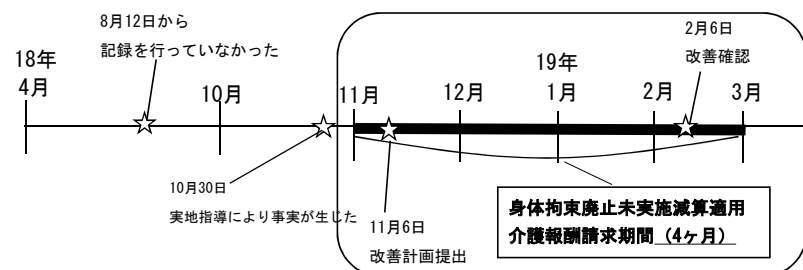 8月12日から
記録を行っていなかった
18年
4月
10月
11月
12月
19年
1月
2月
3月
2月6日
改善確認
10月30日
実地指導により事実が生じた
11月6日
改善計画提出
身体拘束廃止未実施減算適用
介護報酬請求期間（4ヶ月）